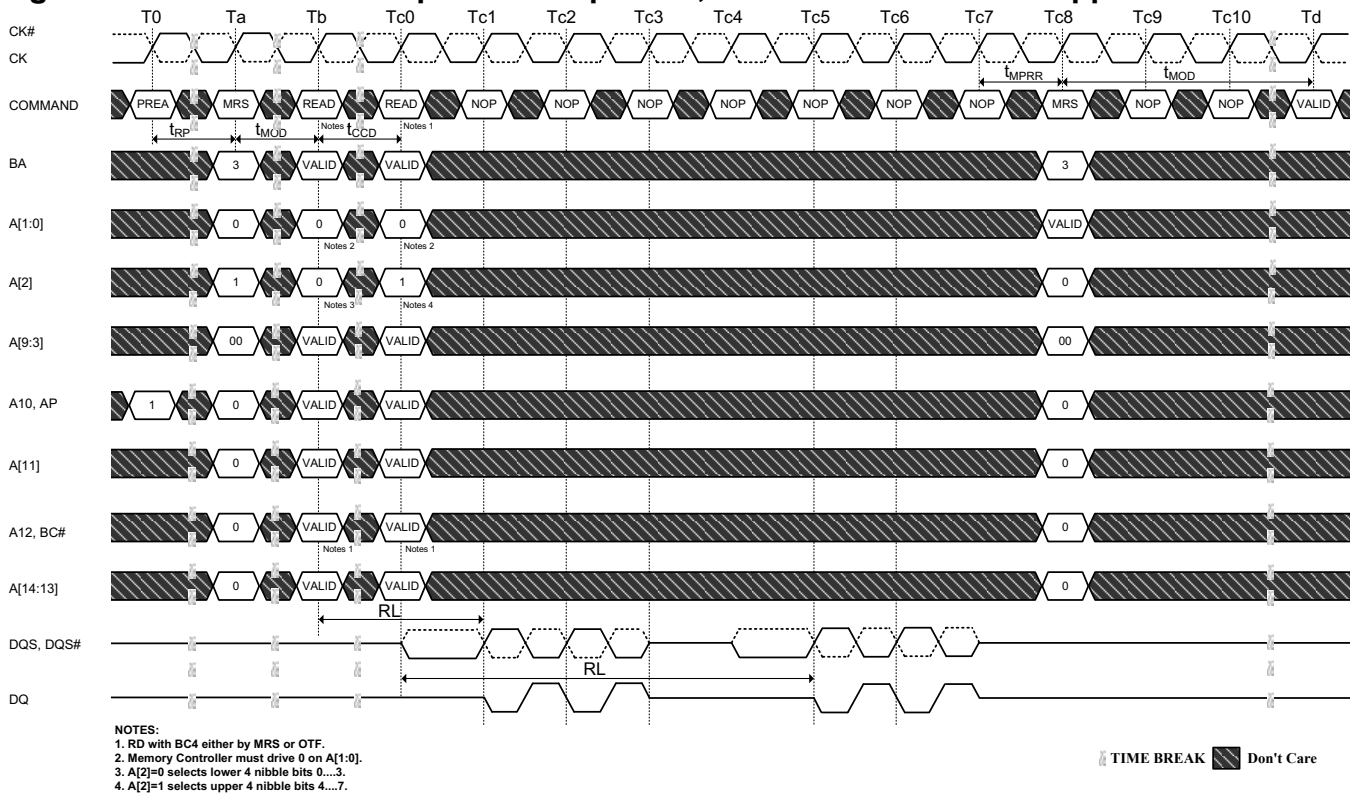 T0 Ta Tb Tc0 Tc1 Tc2 Tc3 Tc4 Tc5 Tc6 Tc7 Tc8 Tc9 Tc10 Td
CK#
CK
tMPRR tMOD
COMMAND PREA MRS READ READ NOP NOP NOP NOP NOP NOP NOP MRS NOP NOP VALID
Notes 1 Notes 1
tRP tMOD tCCD
BA 3 VALID VALID 3
A[1:0] 0 0 0 VALID
Notes 2 Notes 2
A[2] 1 0 1 0
Notes 3 Notes 4
A[9:3] 00 VALID VALID 00
A10, AP 1 0 VALID VALID 0
A[11] 0 VALID VALID 0
A12, BC# 0 VALID VALID 0
Notes 1 Notes 1
A[14:13] 0 VALID VALID 0
RL
DQS, DQS#
RL
DQ
NOTES:
1. RD with BC4 either by MRS or OTF.
2. Memory Controller must drive 0 on A[1:0].
3. A[2]=0 selects lower 4 nibble bits 0....3.
4. A[2]=1 selects upper 4 nibble bits 4....7.
TIME BREAK Don't Care